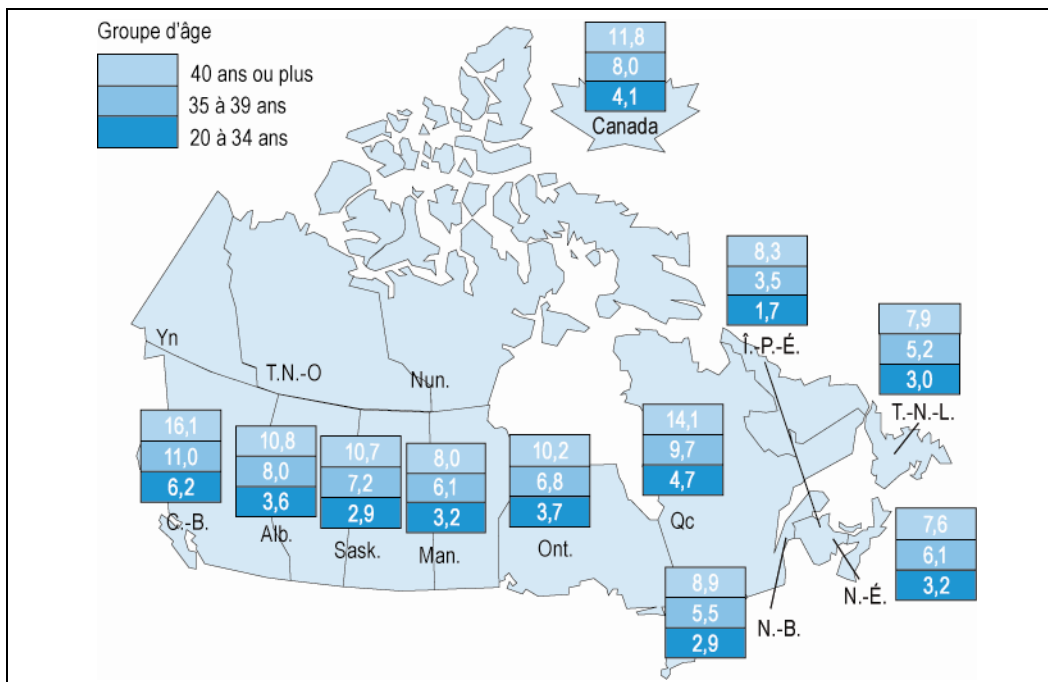 Groupe d'âge
40 ans ou plus
35 à 39 ans
20 à 34 ans
11,8
8,0
4,1
Canada
8,3
3,5
1,7
Î.-P.-É.
7,9
5,2
3,0
T.-N.-L.
Yn
T.N.-O
Nun.
16,1
11,0
6,2
C.-B.
10,8
8,0
3,6
Alb.
10,7
7,2
2,9
Sask.
8,0
6,1
3,2
Man.
10,2
6,8
3,7
Ont.
14,1
9,7
4,7
Qc
7,6
6,1
3,2
N.-É.
8,9
5,5
2,9
N.-B.